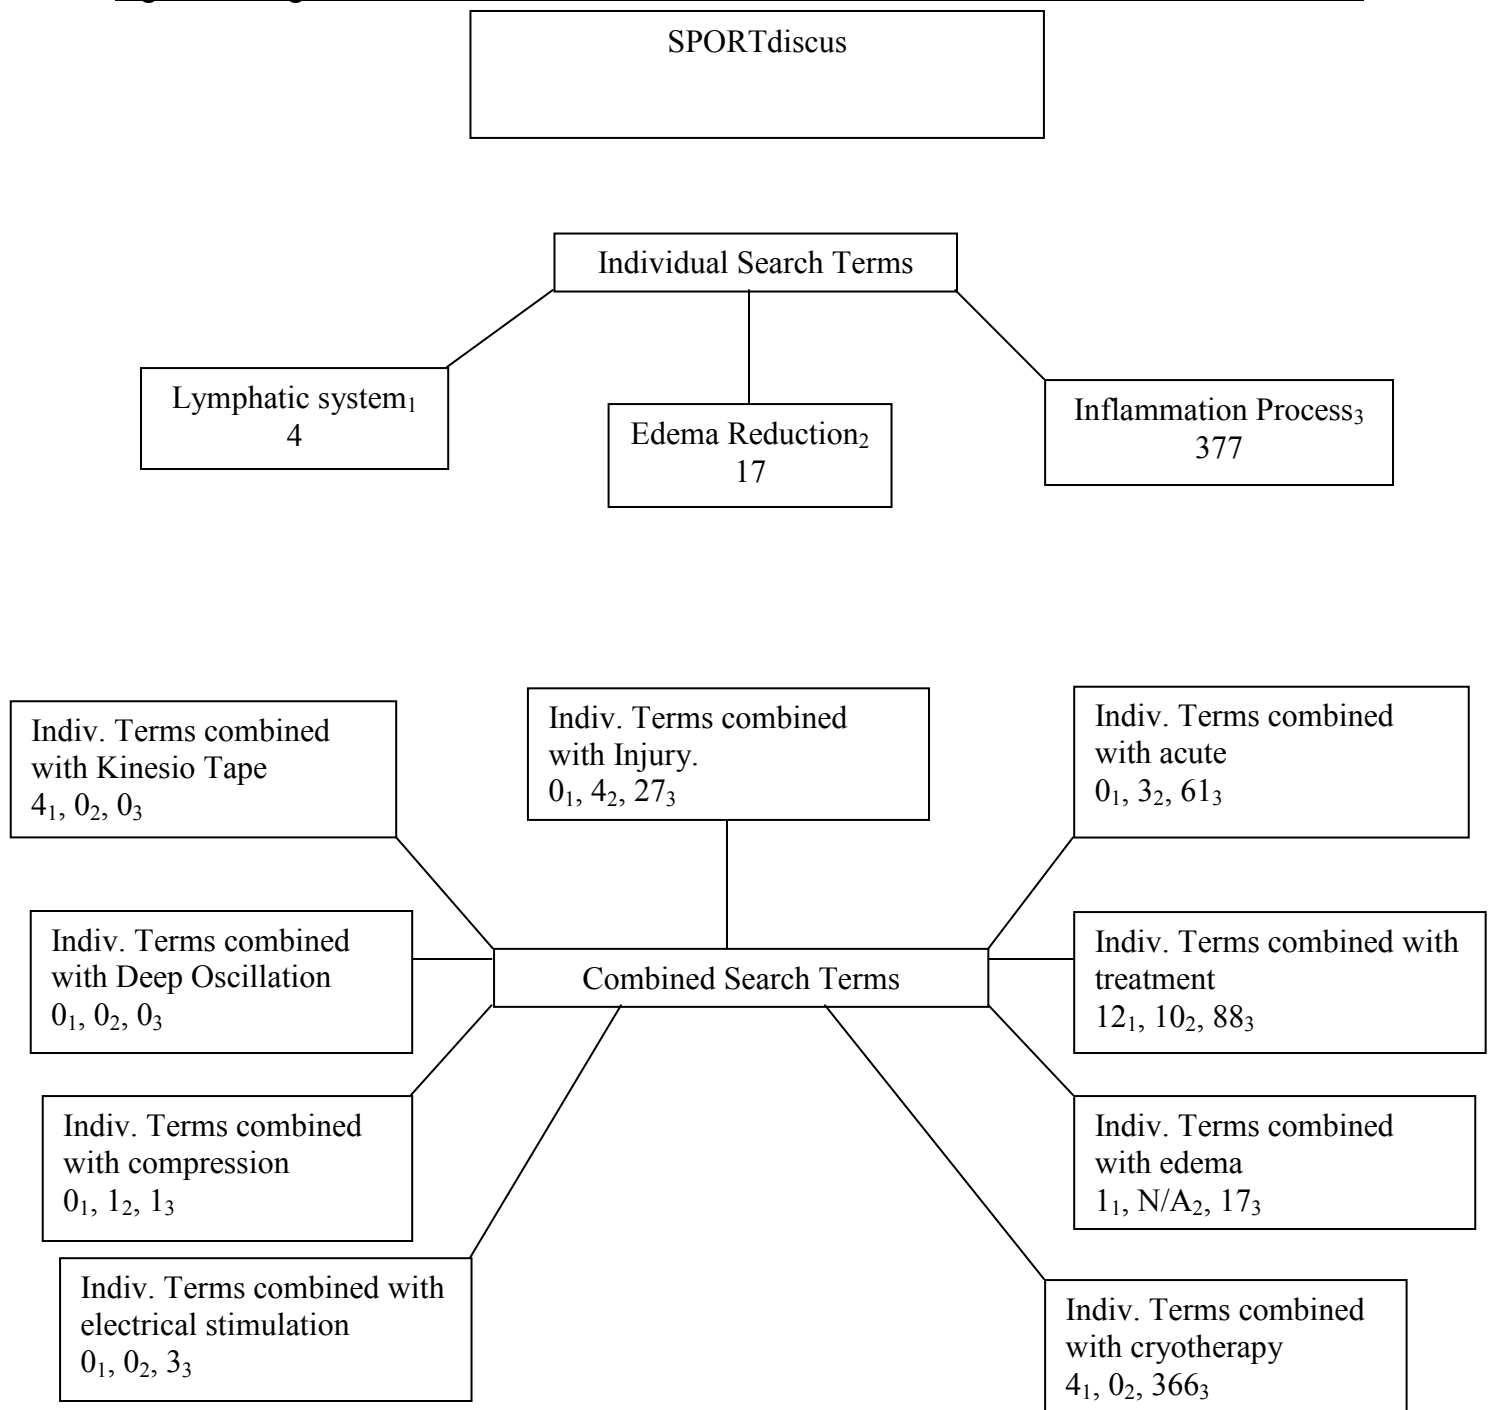 SPORTdiscus
Individual Search Terms
Lymphatic system₁
4
Edema Reduction₂
17
Inflammation Process₃
377
Indiv. Terms combined
with Kinesio Tape
4₁, 0₂, 0₃
Indiv. Terms combined
with Injury.
0₁, 4₂, 27₃
Indiv. Terms combined
with acute
0₁, 3₂, 61₃
Indiv. Terms combined
with Deep Oscillation
0₁, 0₂, 0₃
Combined Search Terms
Indiv. Terms combined with
treatment
12₁, 10₂, 88₃
Indiv. Terms combined
with compression
0₁, 1₂, 1₃
Indiv. Terms combined
with edema
1₁, N/A₂, 17₃
Indiv. Terms combined with
electrical stimulation
0₁, 0₂, 3₃
Indiv. Terms combined
with cryotherapy
4₁, 0₂, 366₃